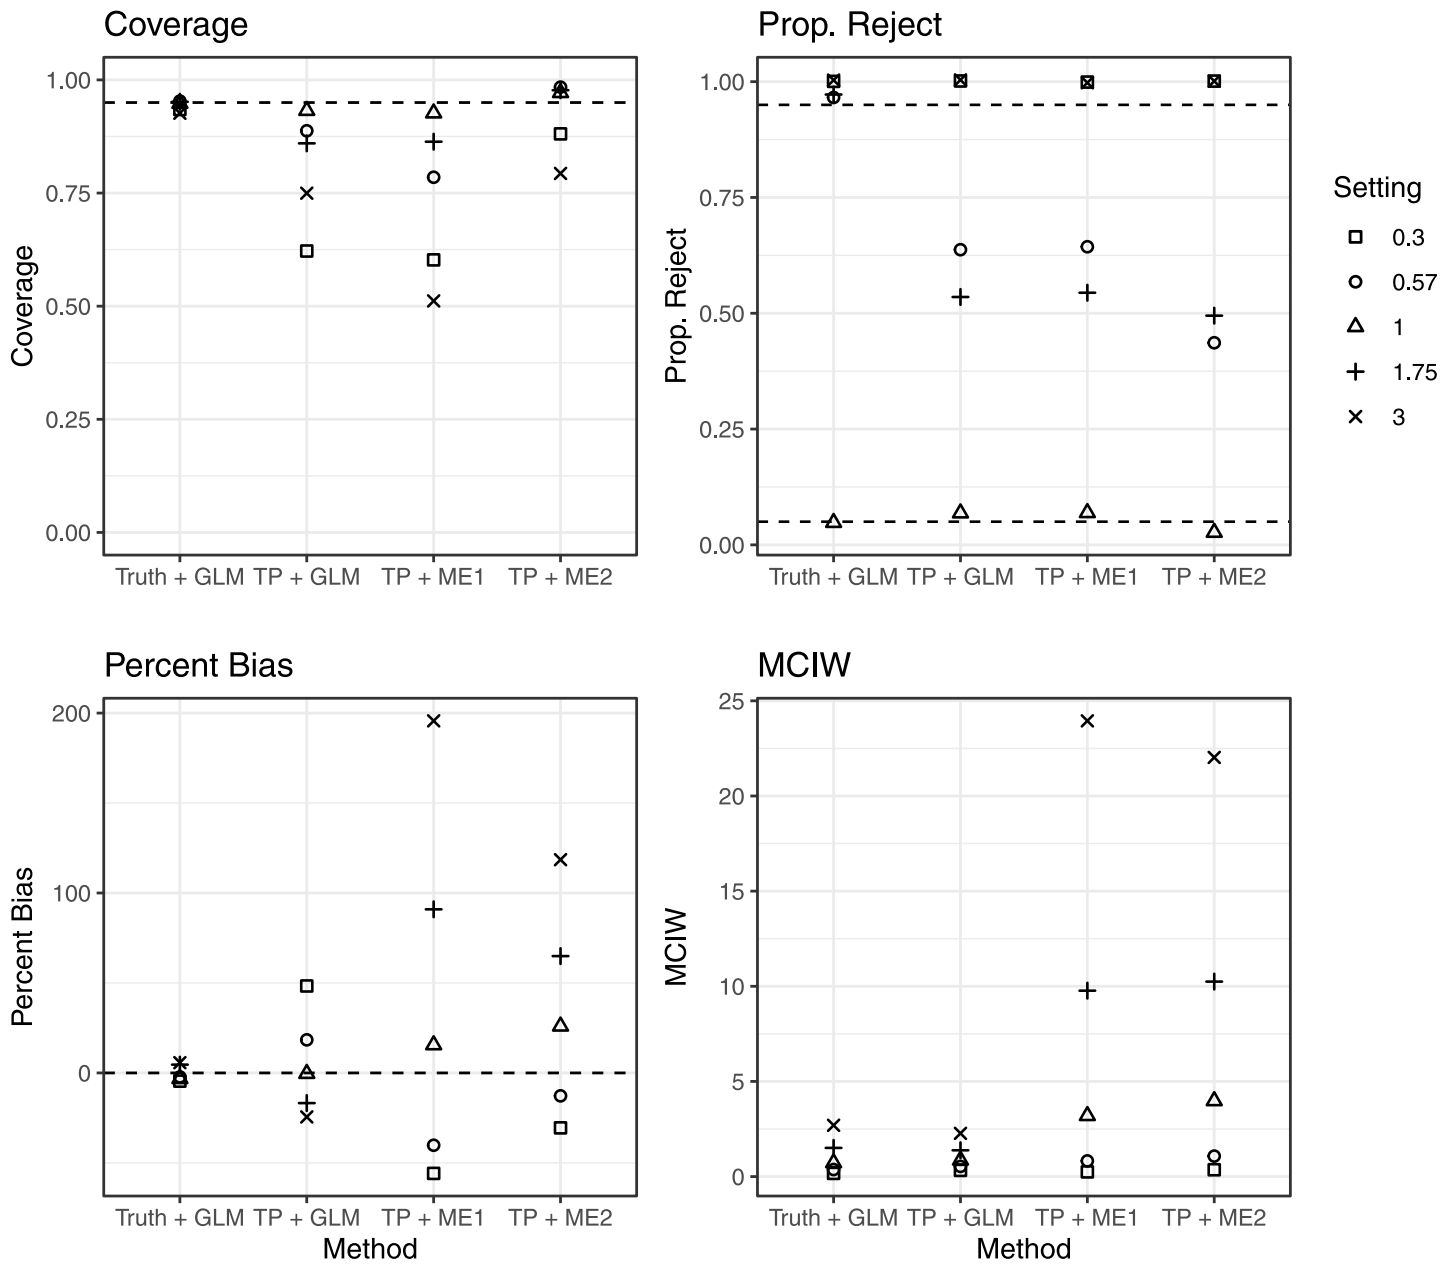 Coverage
Coverage
1.00
0.75
0.50
0.25
0.00
Truth + GLM TP + GLM TP + ME1 TP + ME2
Prop. Reject
Prop. Reject
1.00
0.75
0.50
0.25
0.00
Truth + GLM TP + GLM TP + ME1 TP + ME2
Setting
0.3
0.57
1
1.75
3
Percent Bias
Percent Bias
200
100
0
Truth + GLM TP + GLM TP + ME1 TP + ME2
Method
MCIW
MCIW
25
20
15
10
5
0
Truth + GLM TP + GLM TP + ME1 TP + ME2
Method